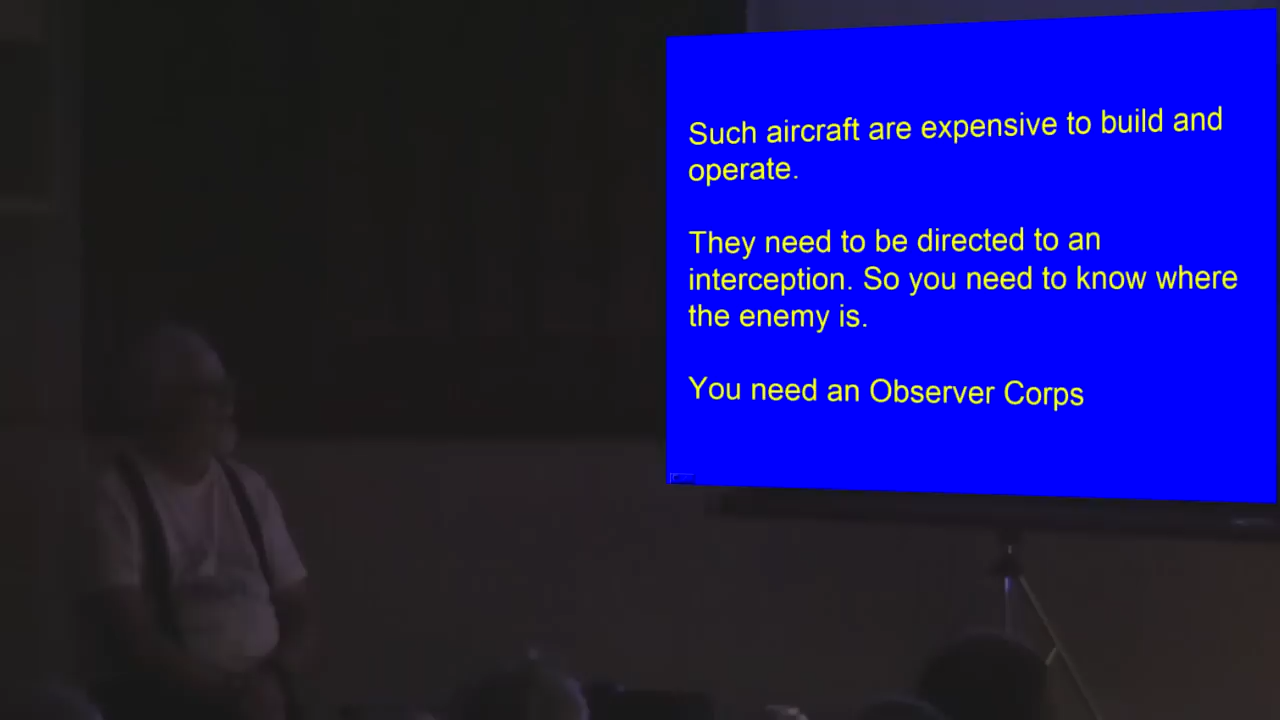 Such aircraft are expensive to build and
operate.
They need to be directed to an
interception. So you need to know where
the enemy is.
You need an Observer Corps